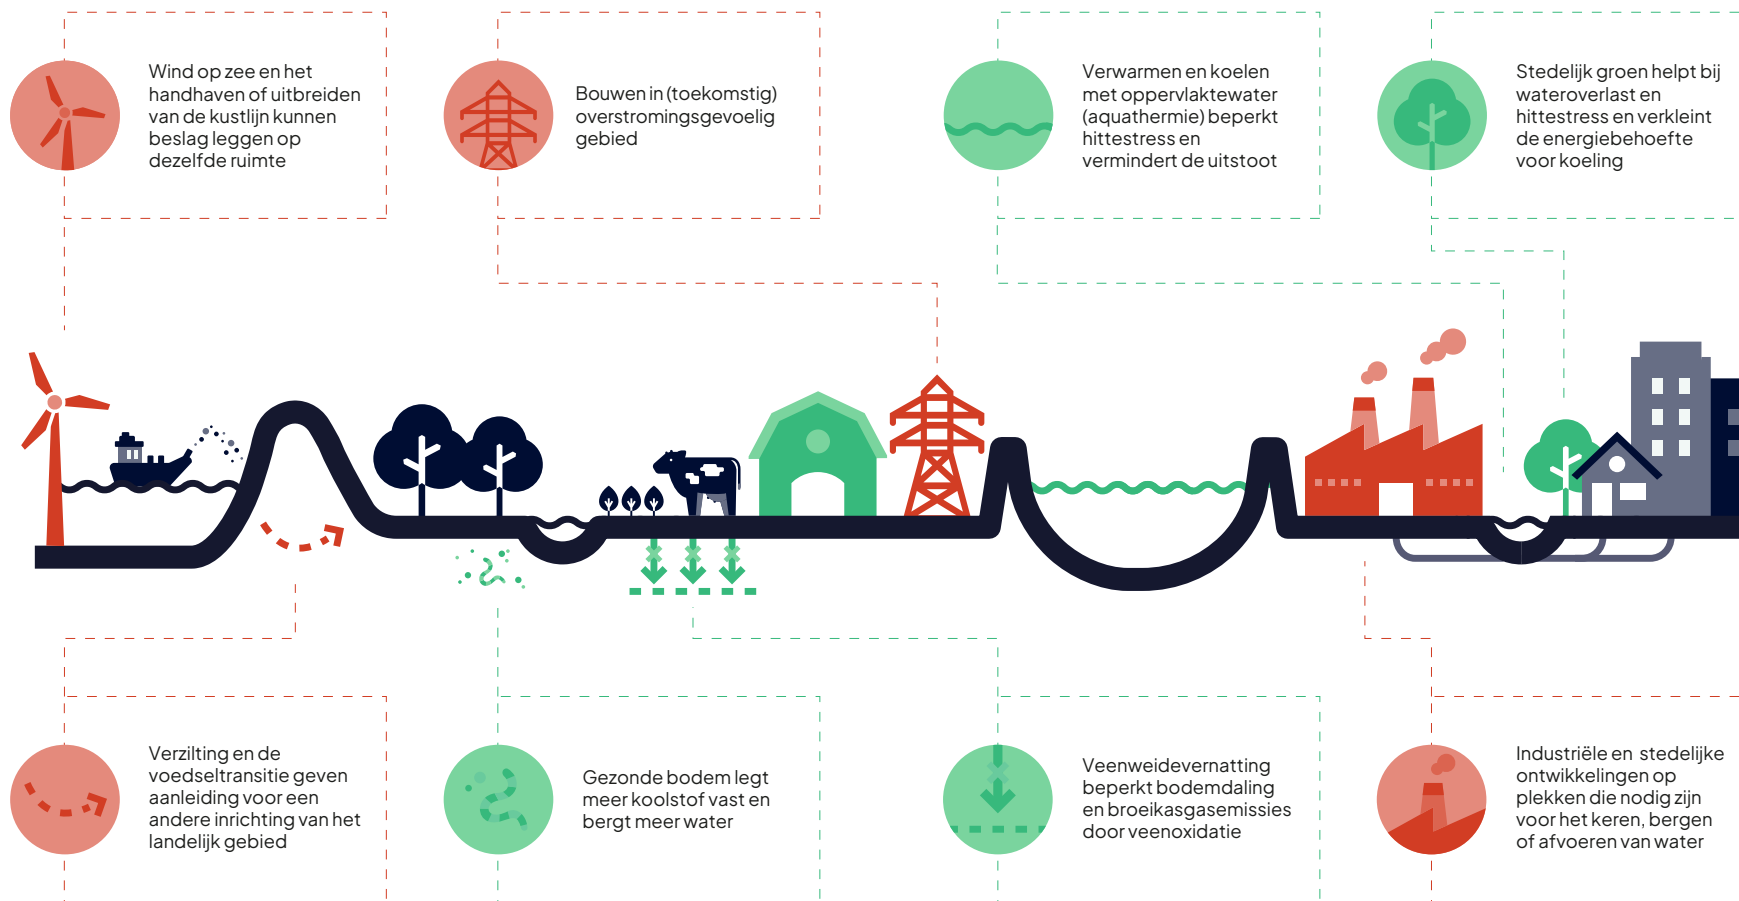 Wind op zee en het
handhaven of uitbreiden
van de kustlijn kunnen
beslag leggen op
dezelfde ruimte
Bouwen in (toekomstig)
overstromingsgevoelig
gebied
Verwarmen en koelen
met oppervlaktewater
(aquathermie) beperkt
hittestress en
vermindert de uitstoot
Stedelijk groen helpt bij
wateroverlast en
hittestress en verkleint
de energiebehoefte
voor koeling
Verzilting en de
voedseltransitie geven
aanleiding voor een
andere inrichting van het
landelijk gebied
Gezonde bodem legt
meer koolstof vast en
bergt meer water
Veenweidevernatting
beperkt bodemdaling
en broeikasgasemissies
door veenoxidatie
Industriële en stedelijke
ontwikkelingen op
plekken die nodig zijn
voor het keren, bergen
of afvoeren van water